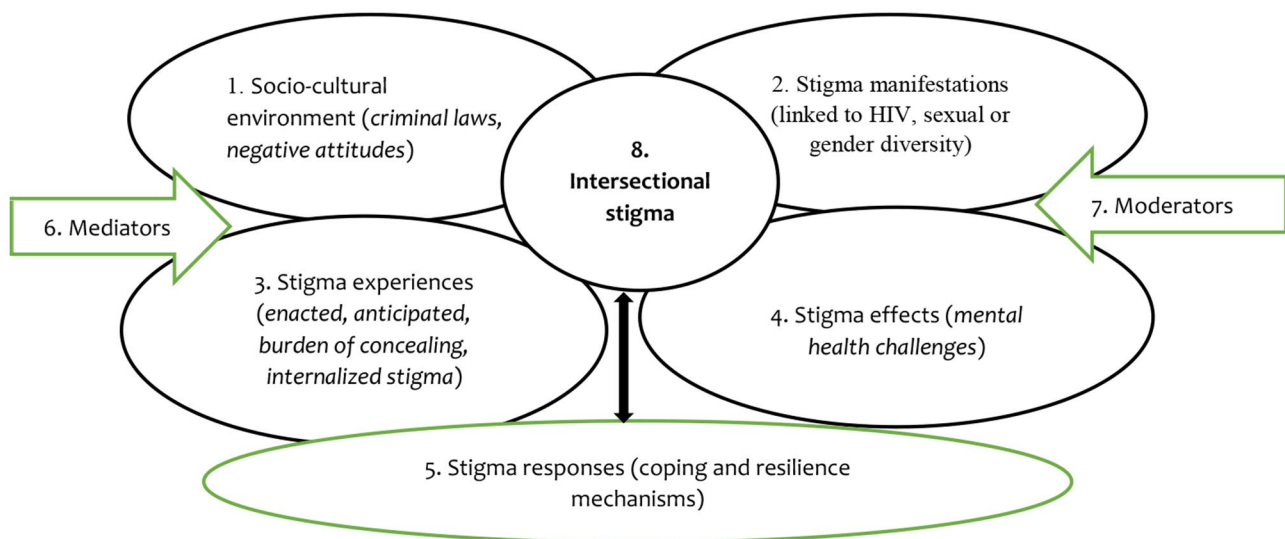 1. Socio-cultural
environment (criminal laws,
negative attitudes)
2. Stigma manifestations
(linked to HIV, sexual or
gender diversity)
8.
Intersectional
stigma
6. Mediators
7. Moderators
3. Stigma experiences
(enacted, anticipated,
burden of concealing,
internalized stigma)
4. Stigma effects (mental
health challenges)
5. Stigma responses (coping and resilience
mechanisms)